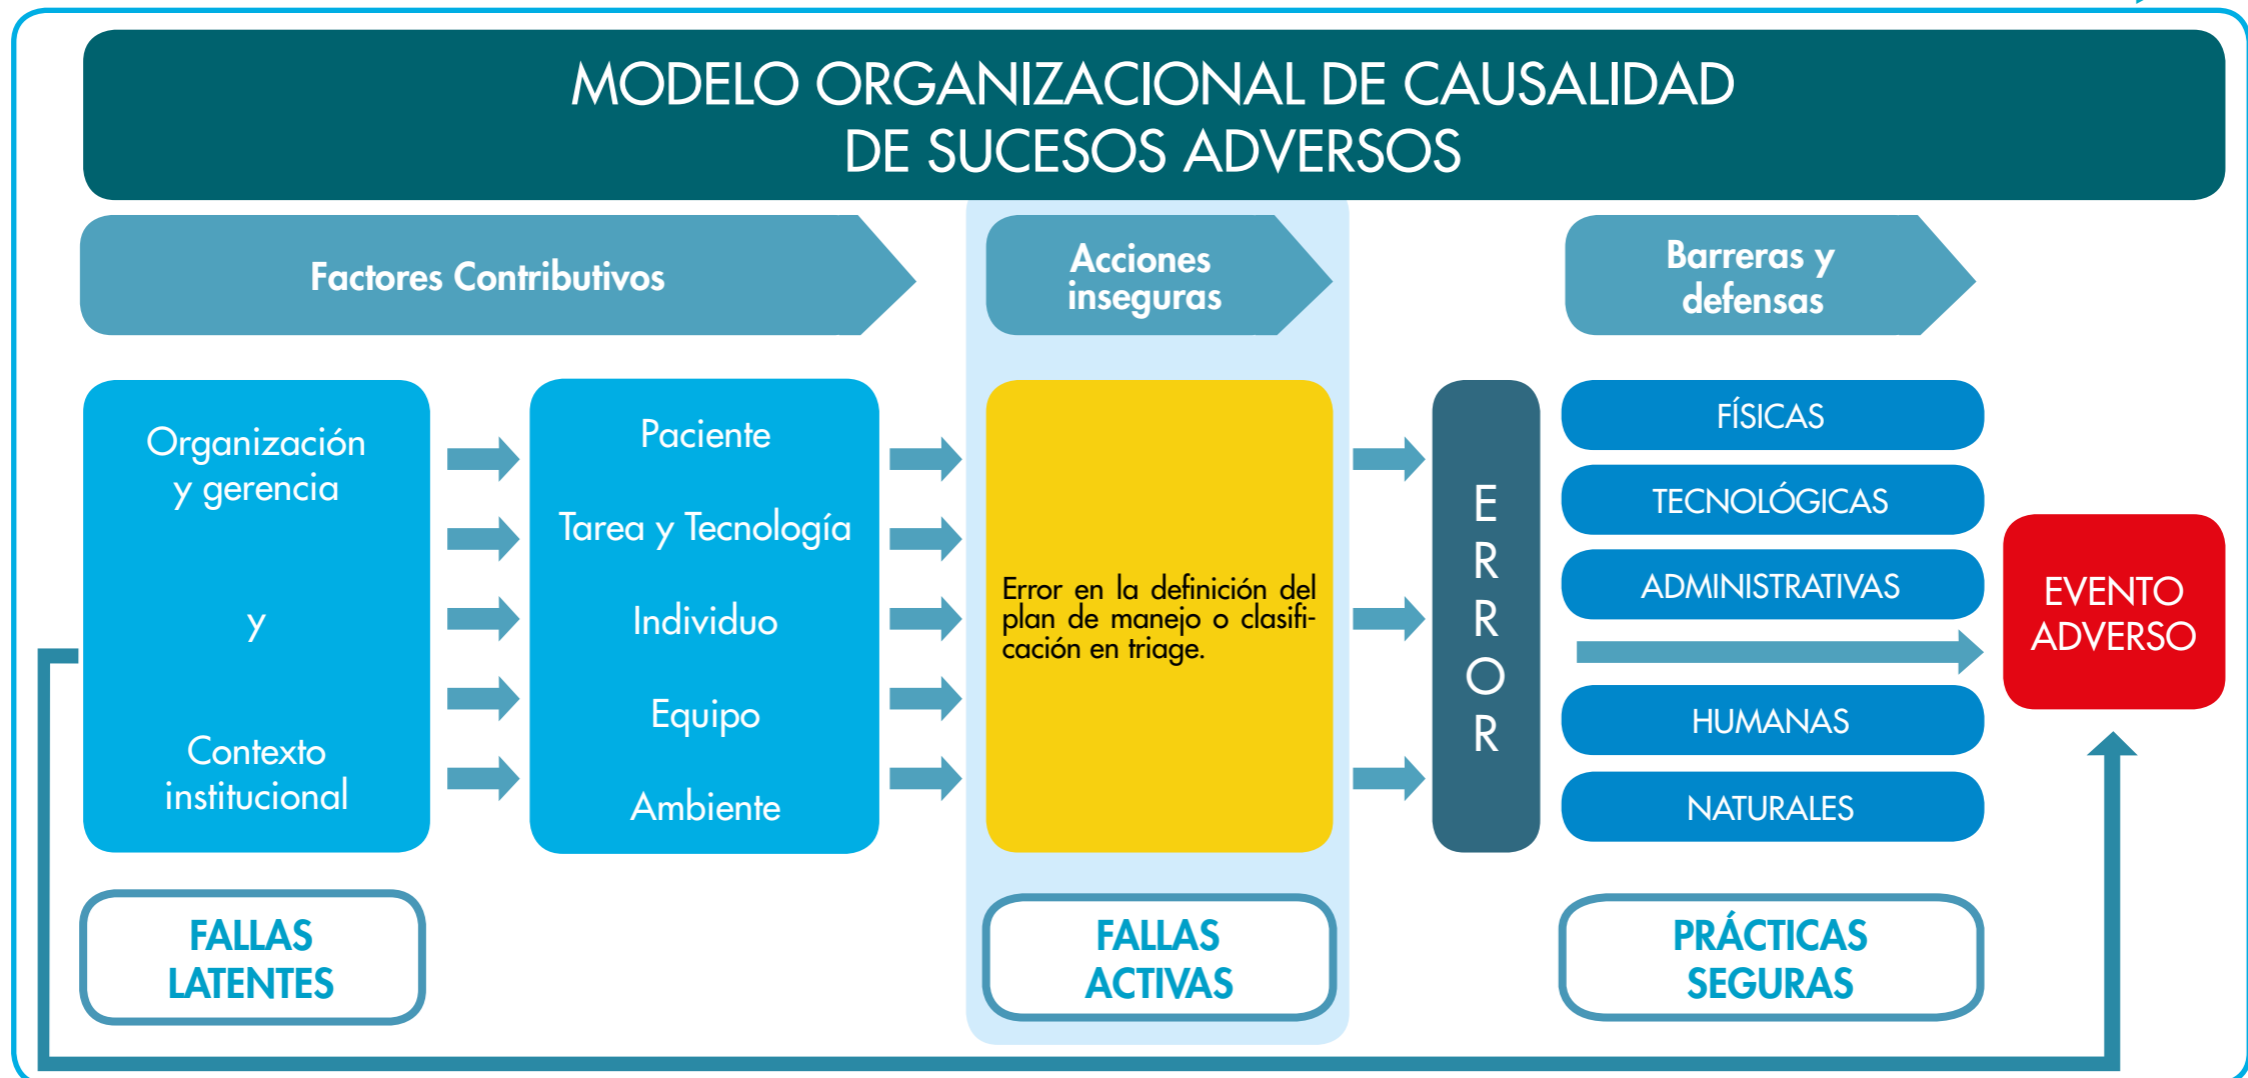 MODELO ORGANIZACIONAL DE CAUSALIDAD
DE SUCESOS ADVERSOS
Factores Contributivos
Acciones
inseguras
Barreras y
defensas
Organización
y gerencia
y
Contexto
institucional
Paciente
Tarea y Tecnología
Individuo
Equipo
Ambiente
Error en la definición del
plan de manejo o clasifi-
cación en triage.
E
R
R
O
R
FÍSICAS
TECNOLÓGICAS
ADMINISTRATIVAS
HUMANAS
NATURALES
EVENTO
ADVERSO
FALLAS
LATENTES
FALLAS
ACTIVAS
PRÁCTICAS
SEGURAS